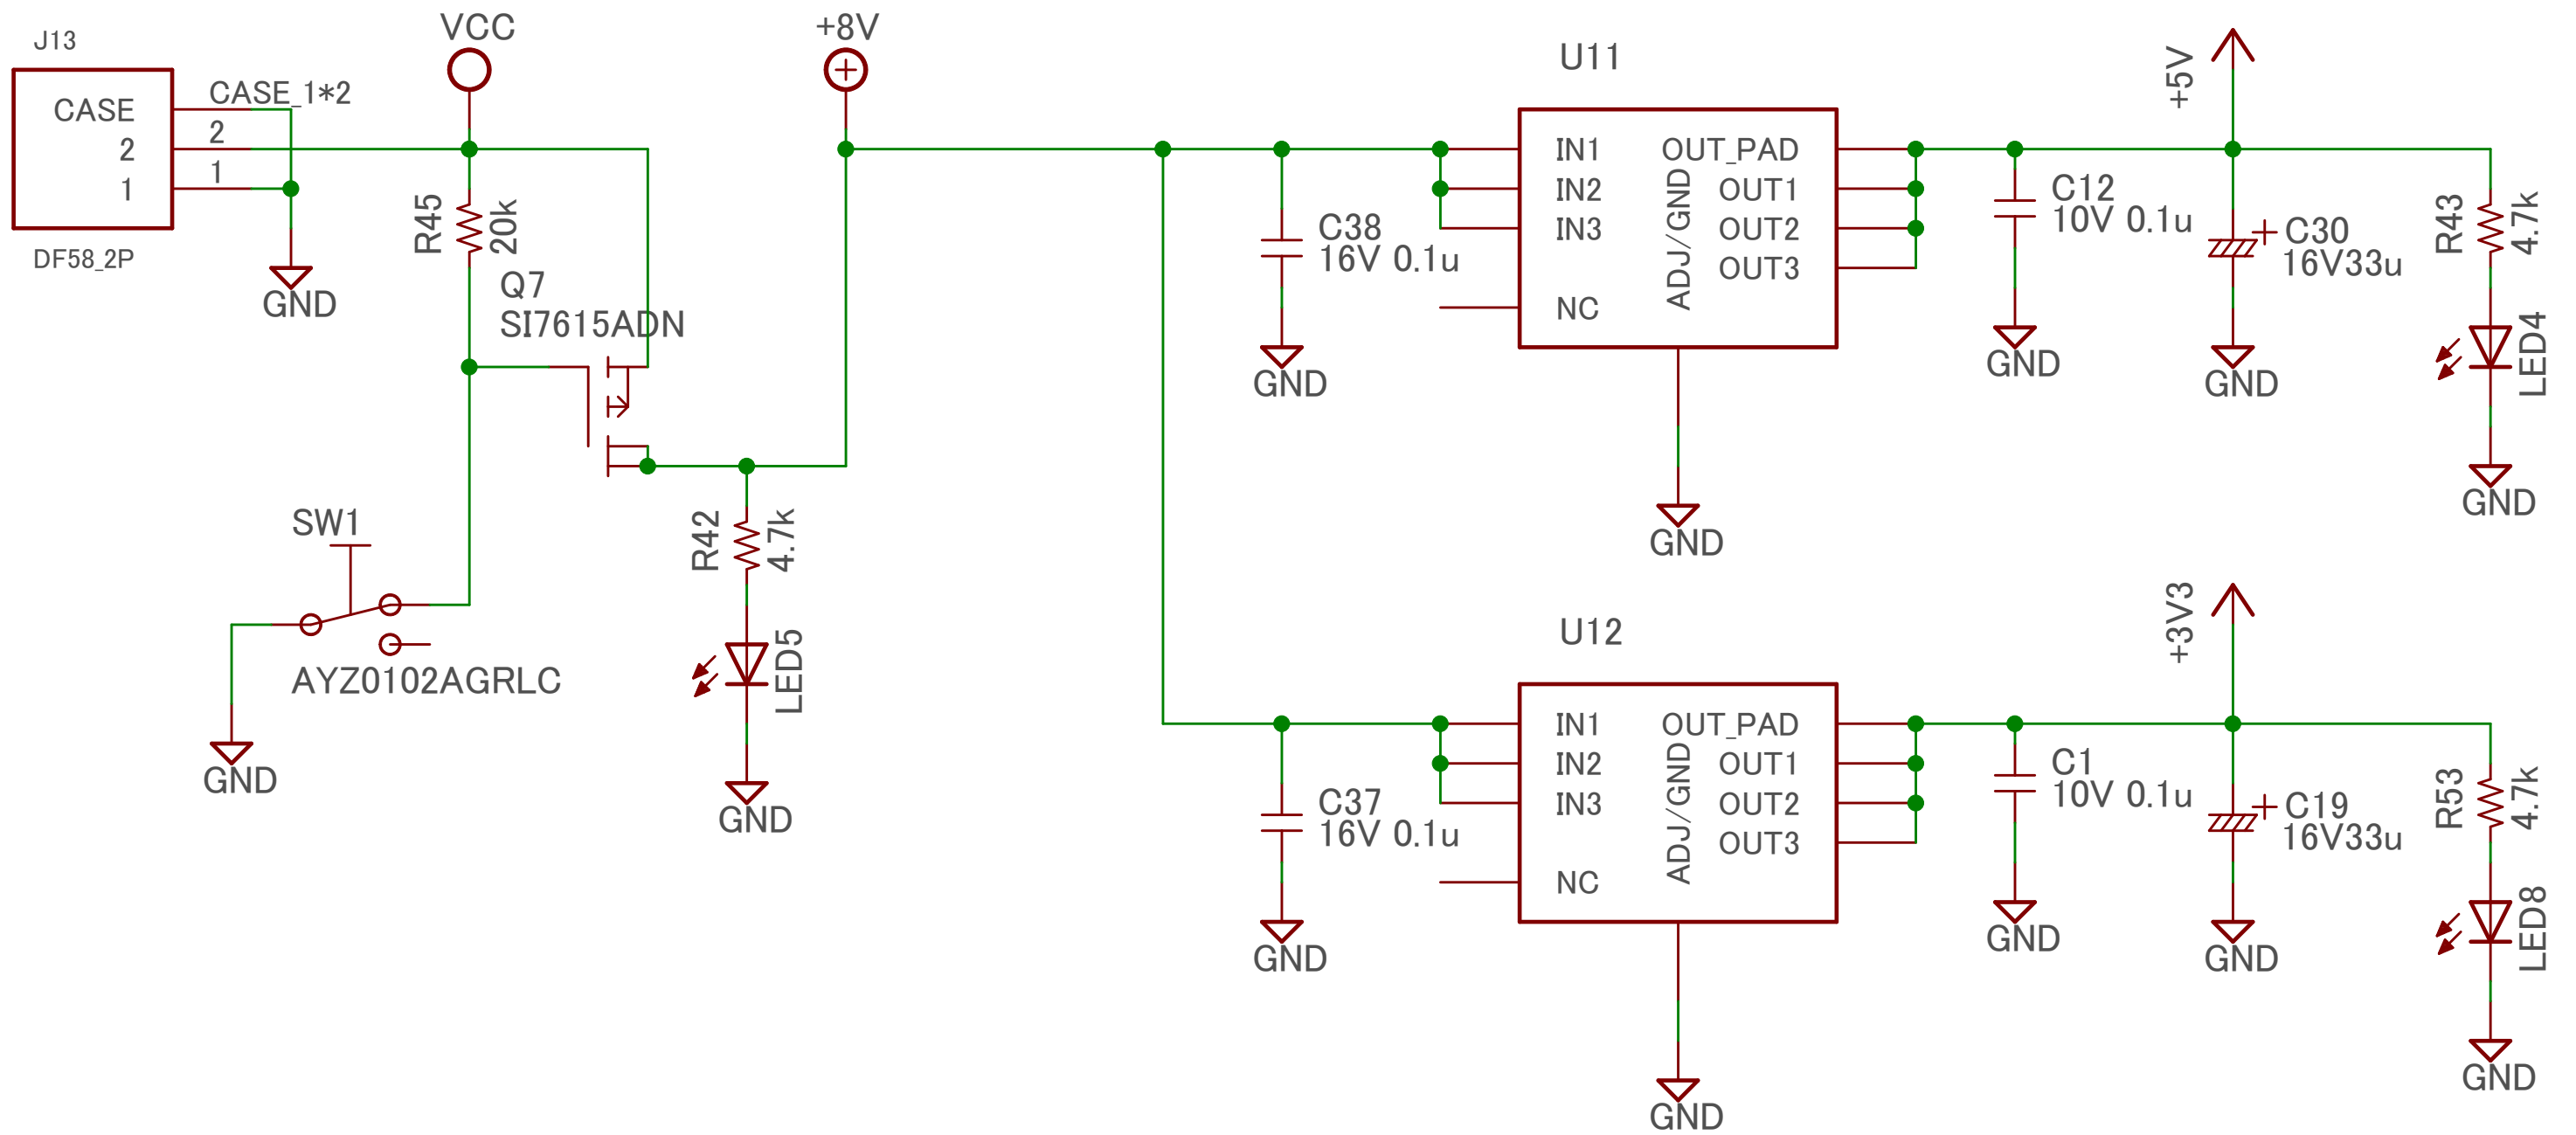 J13
CASE
2
1
CASE_1*2
2
1
DF58_2P
GND
VCC
R45
20k
Q7
SI7615ADN
SW1
AYZ0102AGRLC
GND
+8V
R42
4.7k
LED5
GND
U11
IN1
IN2
IN3
NC
OUT_PAD
OUT1
OUT2
OUT3
ADJ/GND
GND
C38
16V 0.1u
GND
C12
10V 0.1u
GND
+5V
C30
16V33u
GND
R43
4.7k
LED4
GND
U12
IN1
IN2
IN3
NC
OUT_PAD
OUT1
OUT2
OUT3
ADJ/GND
GND
C37
16V 0.1u
GND
C1
10V 0.1u
GND
+3V3
C19
16V33u
GND
R53
4.7k
LED8
GND